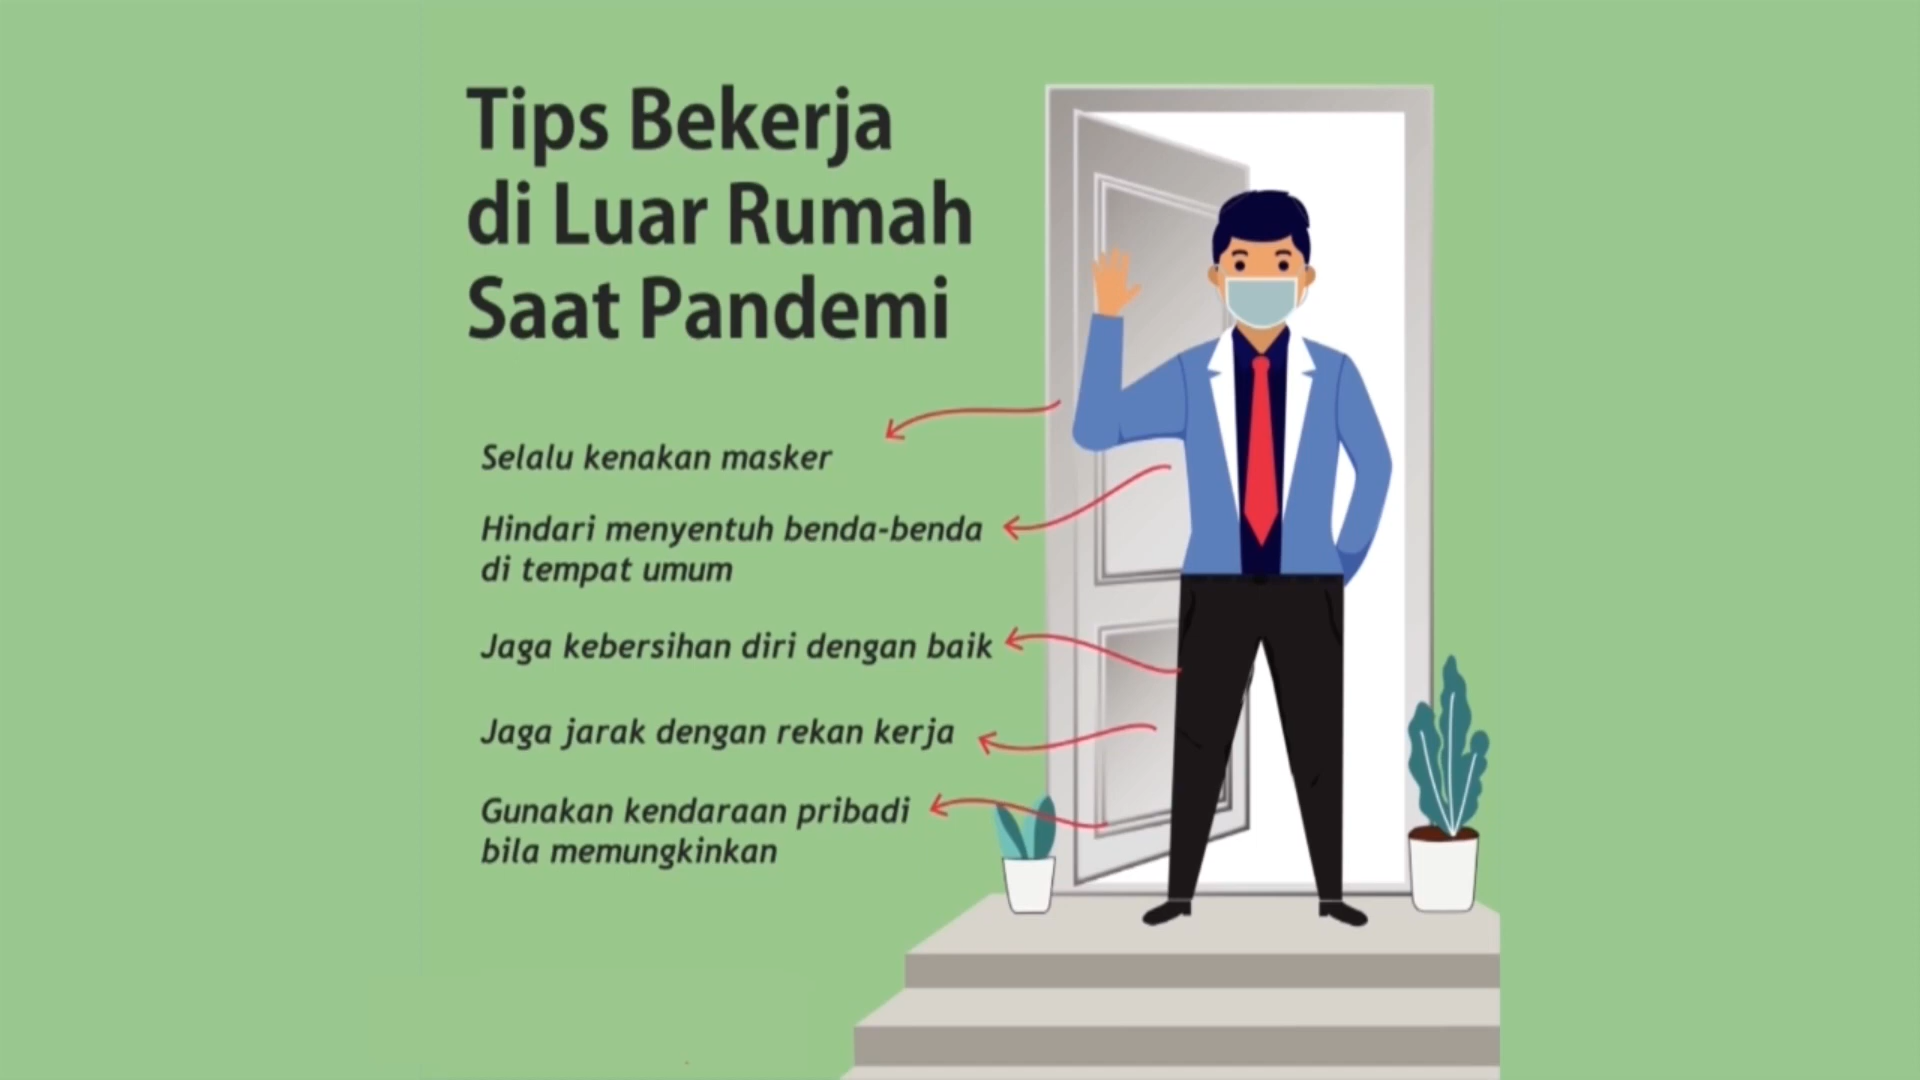 Tips Bekerja
di Luar Rumah
Saat Pandemi
Selalu kenakan masker
Hindari menyentuh benda-benda
di tempat umum
Jaga kebersihan diri dengan baik
Jaga jarak dengan rekan kerja
Gunakan kendaraan pribadi
bila memungkinkan